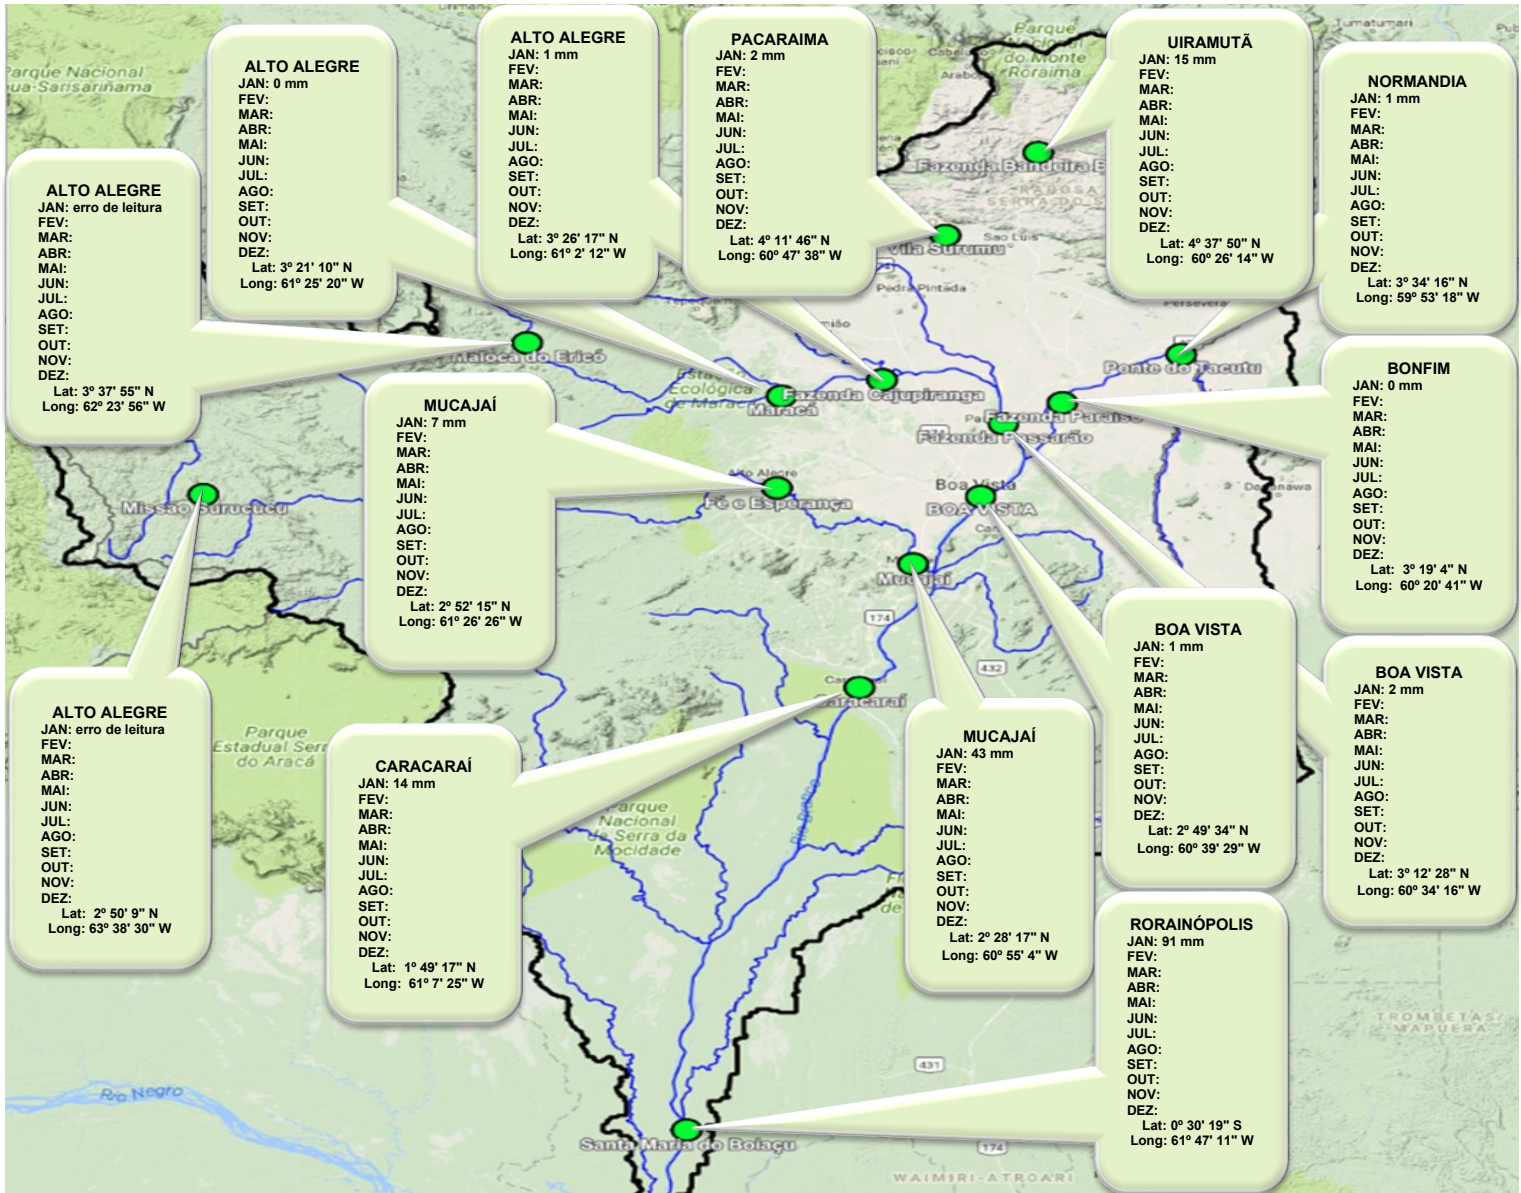 ALTO ALEGRE
JAN: erro de leitura
FEV:
MAR:
ABR:
MAI:
JUN:
JUL:
AGO:
SET:
OUT:
NOV:
DEZ:
Lat: 3º 37' 55" N
Long: 62º 23' 56" W
ALTO ALEGRE
JAN: 0 mm
FEV:
MAR:
ABR:
MAI:
JUN:
JUL:
AGO:
SET:
OUT:
NOV:
DEZ:
Lat: 3º 21' 10" N
Long: 61º 25' 20" W
ALTO ALEGRE
JAN: 1 mm
FEV:
MAR:
ABR:
MAI:
JUN:
JUL:
AGO:
SET:
OUT:
NOV:
DEZ:
Lat: 3º 26' 17" N
Long: 61º 2' 12" W
PACARAIMA
JAN: 2 mm
FEV:
MAR:
ABR:
MAI:
JUN:
JUL:
AGO:
SET:
OUT:
NOV:
DEZ:
Lat: 4º 11' 46" N
Long: 60º 47' 38" W
UIRAMUTÃ
JAN: 15 mm
FEV:
MAR:
ABR:
MAI:
JUN:
JUL:
AGO:
SET:
OUT:
NOV:
DEZ:
Lat: 4º 37' 50" N
Long: 60º 26' 14" W
NORMANDIA
JAN: 1 mm
FEV:
MAR:
ABR:
MAI:
JUN:
JUL:
AGO:
SET:
OUT:
NOV:
DEZ:
Lat: 3º 34' 16" N
Long: 59º 53' 18" W
MUCAJAÍ
JAN: 7 mm
FEV:
MAR:
ABR:
MAI:
JUN:
JUL:
AGO:
SET:
OUT:
NOV:
DEZ:
Lat: 2º 52' 15" N
Long: 61º 26' 26" W
BONFIM
JAN: 0 mm
FEV:
MAR:
ABR:
MAI:
JUN:
JUL:
AGO:
SET:
OUT:
NOV:
DEZ:
Lat: 3º 19' 4" N
Long: 60º 20' 41" W
ALTO ALEGRE
JAN: erro de leitura
FEV:
MAR:
ABR:
MAI:
JUN:
JUL:
AGO:
SET:
OUT:
NOV:
DEZ:
Lat: 2º 50' 9" N
Long: 63º 38' 30" W
CARACARAÍ
JAN: 14 mm
FEV:
MAR:
ABR:
MAI:
JUN:
JUL:
AGO:
SET:
OUT:
NOV:
DEZ:
Lat: 1º 49' 17" N
Long: 61º 7' 25" W
MUCAJAÍ
JAN: 43 mm
FEV:
MAR:
ABR:
MAI:
JUN:
JUL:
AGO:
SET:
OUT:
NOV:
DEZ:
Lat: 2º 28' 17" N
Long: 60º 55' 4" W
BOA VISTA
JAN: 1 mm
FEV:
MAR:
ABR:
MAI:
JUN:
JUL:
AGO:
SET:
OUT:
NOV:
DEZ:
Lat: 2º 49' 34" N
Long: 60º 39' 29" W
BOA VISTA
JAN: 2 mm
FEV:
MAR:
ABR:
MAI:
JUN:
JUL:
AGO:
SET:
OUT:
NOV:
DEZ:
Lat: 3º 12' 28" N
Long: 60º 34' 16" W
RORAINÓPOLIS
JAN: 91 mm
FEV:
MAR:
ABR:
MAI:
JUN:
JUL:
AGO:
SET:
OUT:
NOV:
DEZ:
Lat: 0º 30' 19" S
Long: 61º 47' 11" W
Parque Nacional
Parque
do Monte
Roraima
Tumatumari
Fazenda Bandeira B
Vila Surumu
Sao Luis
Pedra Pintada
Maloca do Ericó
Ecológica
Maracá
Fazenda Cajupiranga
Ponte do Tacutu
Fazenda Paraíso
Fazenda Passarão
Missão Surucucu
Alto Alegre
Fé e Esperança
Boa Vista
BOA VISTA
Mucajaí
174
432
Caracaraí
Parque
Estadual Serra
do Aracá
Parque
Nacional
da Serra da
Mocidade
Rio Branco
Rio Negro
431
174
Santa Maria do Boiaçu
WAIMIRI-ATROARI
TROMBETAS/
MAPUERA